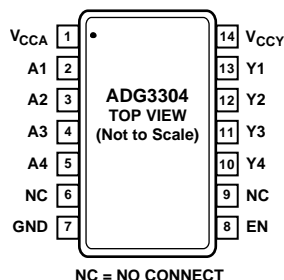 VCCA 1 14 VCCY
A1 2 13 Y1
A2 3 ADG3304 12 Y2
TOP VIEW
A3 4 (Not to Scale) 11 Y3
A4 5 10 Y4
NC 6 9 NC
GND 7 8 EN
NC = NO CONNECT